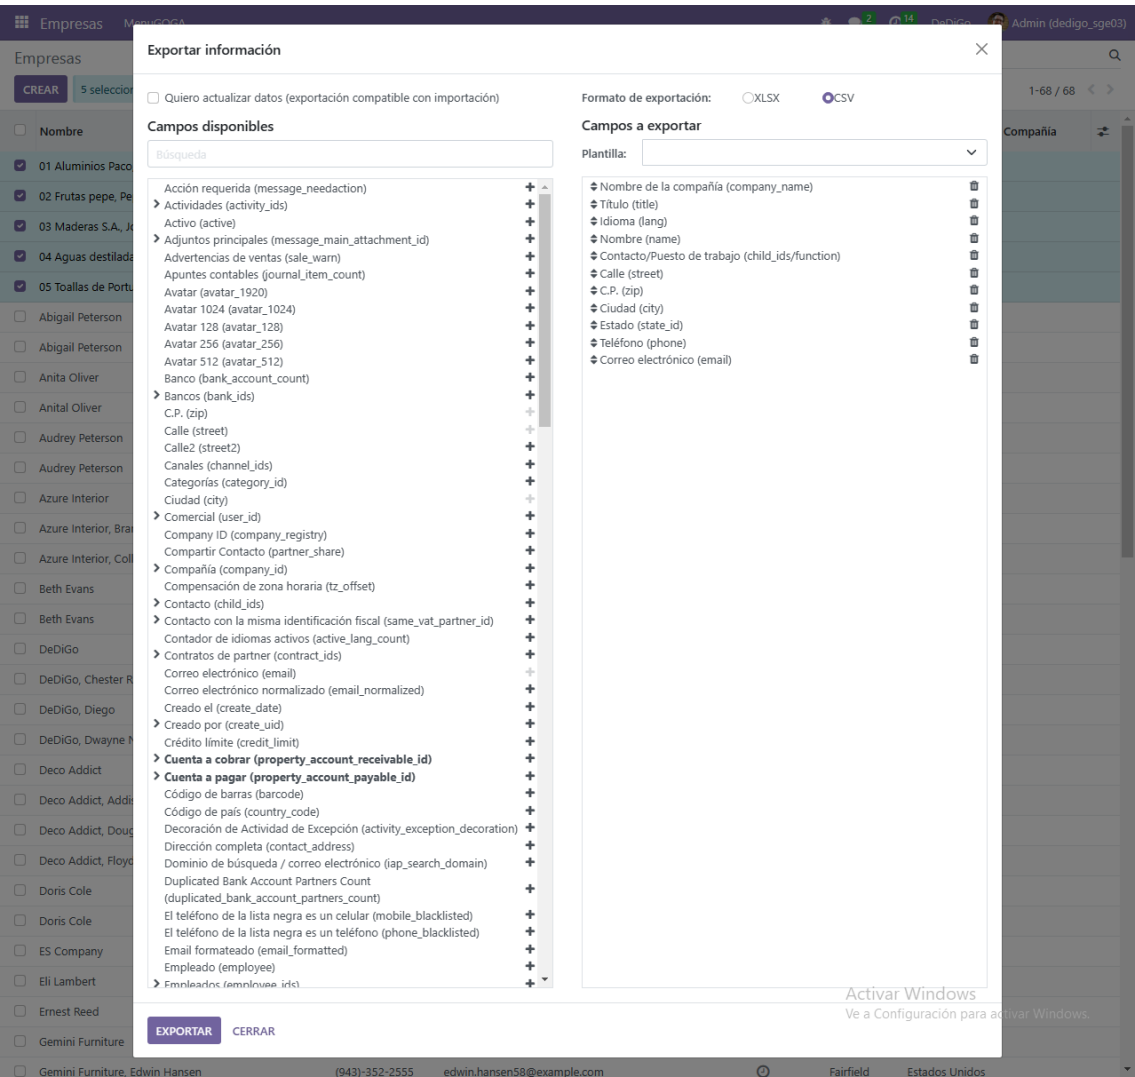 Empresas MenuGOGA 2 14 DeDiGo Admin (dedigo_sge03)
Empresas
CREAR 5 seleccion
1-68 / 68
Nombre
Compañía
01 Aluminios Paco,
02 Frutas pepe, Pe
03 Maderas S.A., Jo
04 Aguas destilada
05 Toallas de Portu
Abigail Peterson
Abigail Peterson
Anita Oliver
Anital Oliver
Audrey Peterson
Audrey Peterson
Azure Interior
Azure Interior, Bran
Azure Interior, Coll
Beth Evans
Beth Evans
DeDiGo
DeDiGo, Chester R
DeDiGo, Diego
DeDiGo, Dwayne N
Deco Addict
Deco Addict, Addis
Deco Addict, Doug
Deco Addict, Floyd
Doris Cole
Doris Cole
ES Company
Eli Lambert
Ernest Reed
Gemini Furniture
Gemini Furniture, Edwin Hansen (943)-352-2555 edwin.hansen58@example.com Fairfield Estados Unidos
Exportar información
Quiero actualizar datos (exportación compatible con importación)
Campos disponibles
Búsqueda
Acción requerida (message_needaction)
Actividades (activity_ids)
Activo (active)
Adjuntos principales (message_main_attachment_id)
Advertencias de ventas (sale_warn)
Apuntes contables (journal_item_count)
Avatar (avatar_1920)
Avatar 1024 (avatar_1024)
Avatar 128 (avatar_128)
Avatar 256 (avatar_256)
Avatar 512 (avatar_512)
Banco (bank_account_count)
Bancos (bank_ids)
C.P. (zip)
Calle (street)
Calle2 (street2)
Canales (channel_ids)
Categorías (category_id)
Ciudad (city)
Comercial (user_id)
Company ID (company_registry)
Compartir Contacto (partner_share)
Compañía (company_id)
Compensación de zona horaria (tz_offset)
Contacto (child_ids)
Contacto con la misma identificación fiscal (same_vat_partner_id)
Contador de idiomas activos (active_lang_count)
Contratos de partner (contract_ids)
Correo electrónico (email)
Correo electrónico normalizado (email_normalized)
Creado el (create_date)
Creado por (create_uid)
Crédito límite (credit_limit)
Cuenta a cobrar (property_account_receivable_id)
Cuenta a pagar (property_account_payable_id)
Código de barras (barcode)
Código de país (country_code)
Decoración de Actividad de Excepción (activity_exception_decoration)
Dirección completa (contact_address)
Dominio de búsqueda / correo electrónico (iap_search_domain)
Duplicated Bank Account Partners Count
(duplicated_bank_account_partners_count)
El teléfono de la lista negra es un celular (mobile_blacklisted)
El teléfono de la lista negra es un teléfono (phone_blacklisted)
Email formateado (email_formatted)
Empleado (employee)
Empleados (employee_ids)
Formato de exportación: XLSX CSV
Campos a exportar
Plantilla:
Nombre de la compañía (company_name)
Título (title)
Idioma (lang)
Nombre (name)
Contacto/Puesto de trabajo (child_ids/function)
Calle (street)
C.P. (zip)
Ciudad (city)
Estado (state_id)
Teléfono (phone)
Correo electrónico (email)
EXPORTAR CERRAR
Activar Windows
Ve a Configuración para activar Windows.